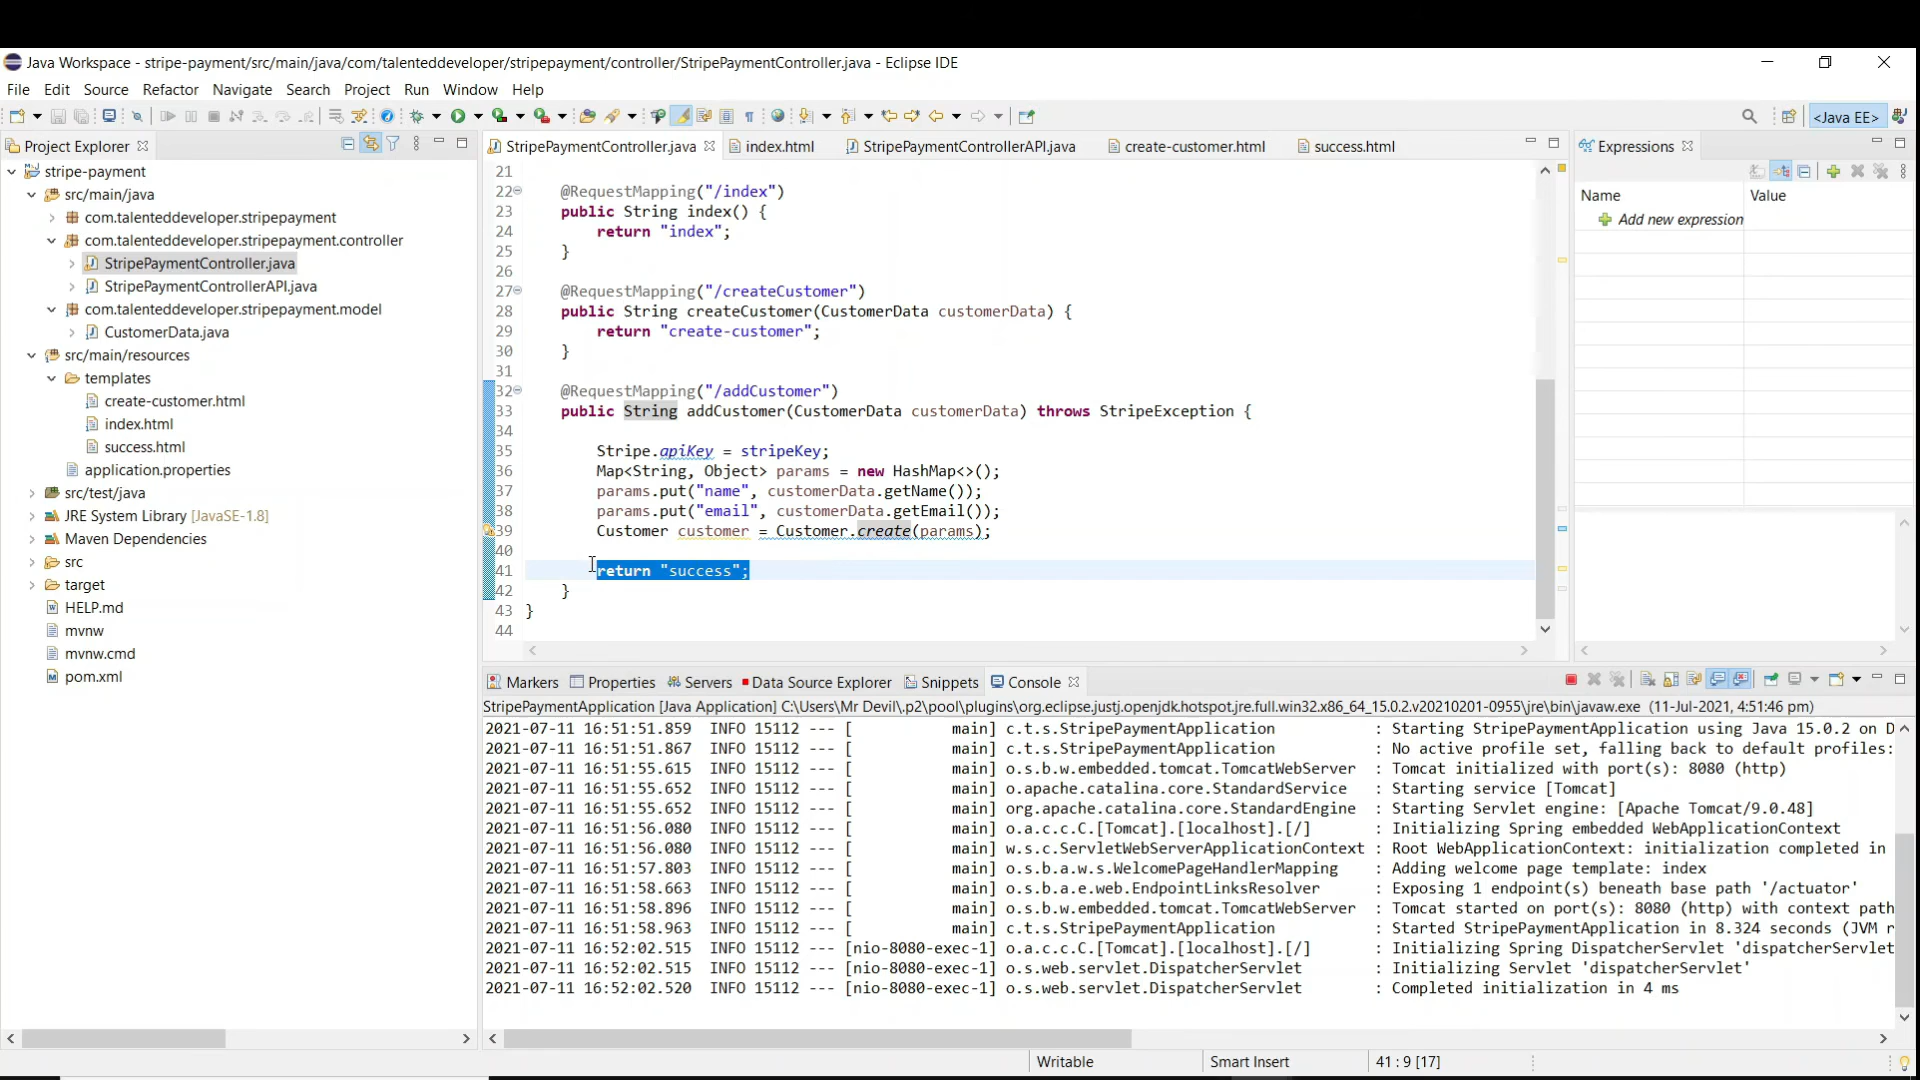 Java Workspace - stripe-payment/src/main/java/com/talenteddeveloper/stripepayment/controller/StripePaymentController.java - Eclipse IDE
File Edit Source Refactor Navigate Search Project Run Window Help
<Java EE>
Project Explorer
stripe-payment
src/main/java
com.talenteddeveloper.stripepayment
com.talenteddeveloper.stripepayment.controller
StripePaymentController.java
StripePaymentControllerAPI.java
com.talenteddeveloper.stripepayment.model
CustomerData.java
src/main/resources
templates
create-customer.html
index.html
success.html
application.properties
src/test/java
JRE System Library [JavaSE-1.8]
Maven Dependencies
src
target
HELP.md
mvnw
mvnw.cmd
pom.xml
StripePaymentController.java index.html StripePaymentControllerAPI.java create-customer.html success.html
21
22 @RequestMapping("/index")
23 public String index() {
24 return "index";
25 }
26
27 @RequestMapping("/createCustomer")
28 public String createCustomer(CustomerData customerData) {
29 return "create-customer";
30 }
31
32 @RequestMapping("/addCustomer")
33 public String addCustomer(CustomerData customerData) throws StripeException {
34
35 Stripe.apiKey = stripeKey;
36 Map<String, Object> params = new HashMap<>();
37 params.put("name", customerData.getName());
38 params.put("email", customerData.getEmail());
39 Customer customer = Customer.create(params);
40
41 return "success";
42 }
43 }
44
Expressions
Name Value
Add new expression
Markers Properties Servers Data Source Explorer Snippets Console
StripePaymentApplication [Java Application] C:\Users\Mr Devil\.p2\pool\plugins\org.eclipse.justj.openjdk.hotspot.jre.full.win32.x86_64_15.0.2.v20210201-0955\jre\bin\javaw.exe (11-Jul-2021, 4:51:46 pm)
2021-07-11 16:51:51.859 INFO 15112 --- [ main] c.t.s.StripePaymentApplication : Starting StripePaymentApplication using Java 15.0.2 on D
2021-07-11 16:51:51.867 INFO 15112 --- [ main] c.t.s.StripePaymentApplication : No active profile set, falling back to default profiles:
2021-07-11 16:51:55.615 INFO 15112 --- [ main] o.s.b.w.embedded.tomcat.TomcatWebServer : Tomcat initialized with port(s): 8080 (http)
2021-07-11 16:51:55.652 INFO 15112 --- [ main] o.apache.catalina.core.StandardService : Starting service [Tomcat]
2021-07-11 16:51:55.652 INFO 15112 --- [ main] org.apache.catalina.core.StandardEngine : Starting Servlet engine: [Apache Tomcat/9.0.48]
2021-07-11 16:51:56.080 INFO 15112 --- [ main] o.a.c.c.C.[Tomcat].[localhost].[/] : Initializing Spring embedded WebApplicationContext
2021-07-11 16:51:56.080 INFO 15112 --- [ main] w.s.c.ServletWebServerApplicationContext : Root WebApplicationContext: initialization completed in
2021-07-11 16:51:57.803 INFO 15112 --- [ main] o.s.b.a.w.s.WelcomePageHandlerMapping : Adding welcome page template: index
2021-07-11 16:51:58.663 INFO 15112 --- [ main] o.s.b.a.e.web.EndpointLinksResolver : Exposing 1 endpoint(s) beneath base path '/actuator'
2021-07-11 16:51:58.896 INFO 15112 --- [ main] o.s.b.w.embedded.tomcat.TomcatWebServer : Tomcat started on port(s): 8080 (http) with context path
2021-07-11 16:51:58.963 INFO 15112 --- [ main] c.t.s.StripePaymentApplication : Started StripePaymentApplication in 8.324 seconds (JVM r
2021-07-11 16:52:02.515 INFO 15112 --- [nio-8080-exec-1] o.a.c.c.C.[Tomcat].[localhost].[/] : Initializing Spring DispatcherServlet 'dispatcherServlet
2021-07-11 16:52:02.515 INFO 15112 --- [nio-8080-exec-1] o.s.web.servlet.DispatcherServlet : Initializing Servlet 'dispatcherServlet'
2021-07-11 16:52:02.520 INFO 15112 --- [nio-8080-exec-1] o.s.web.servlet.DispatcherServlet : Completed initialization in 4 ms
Writable Smart Insert 41 : 9 [17]